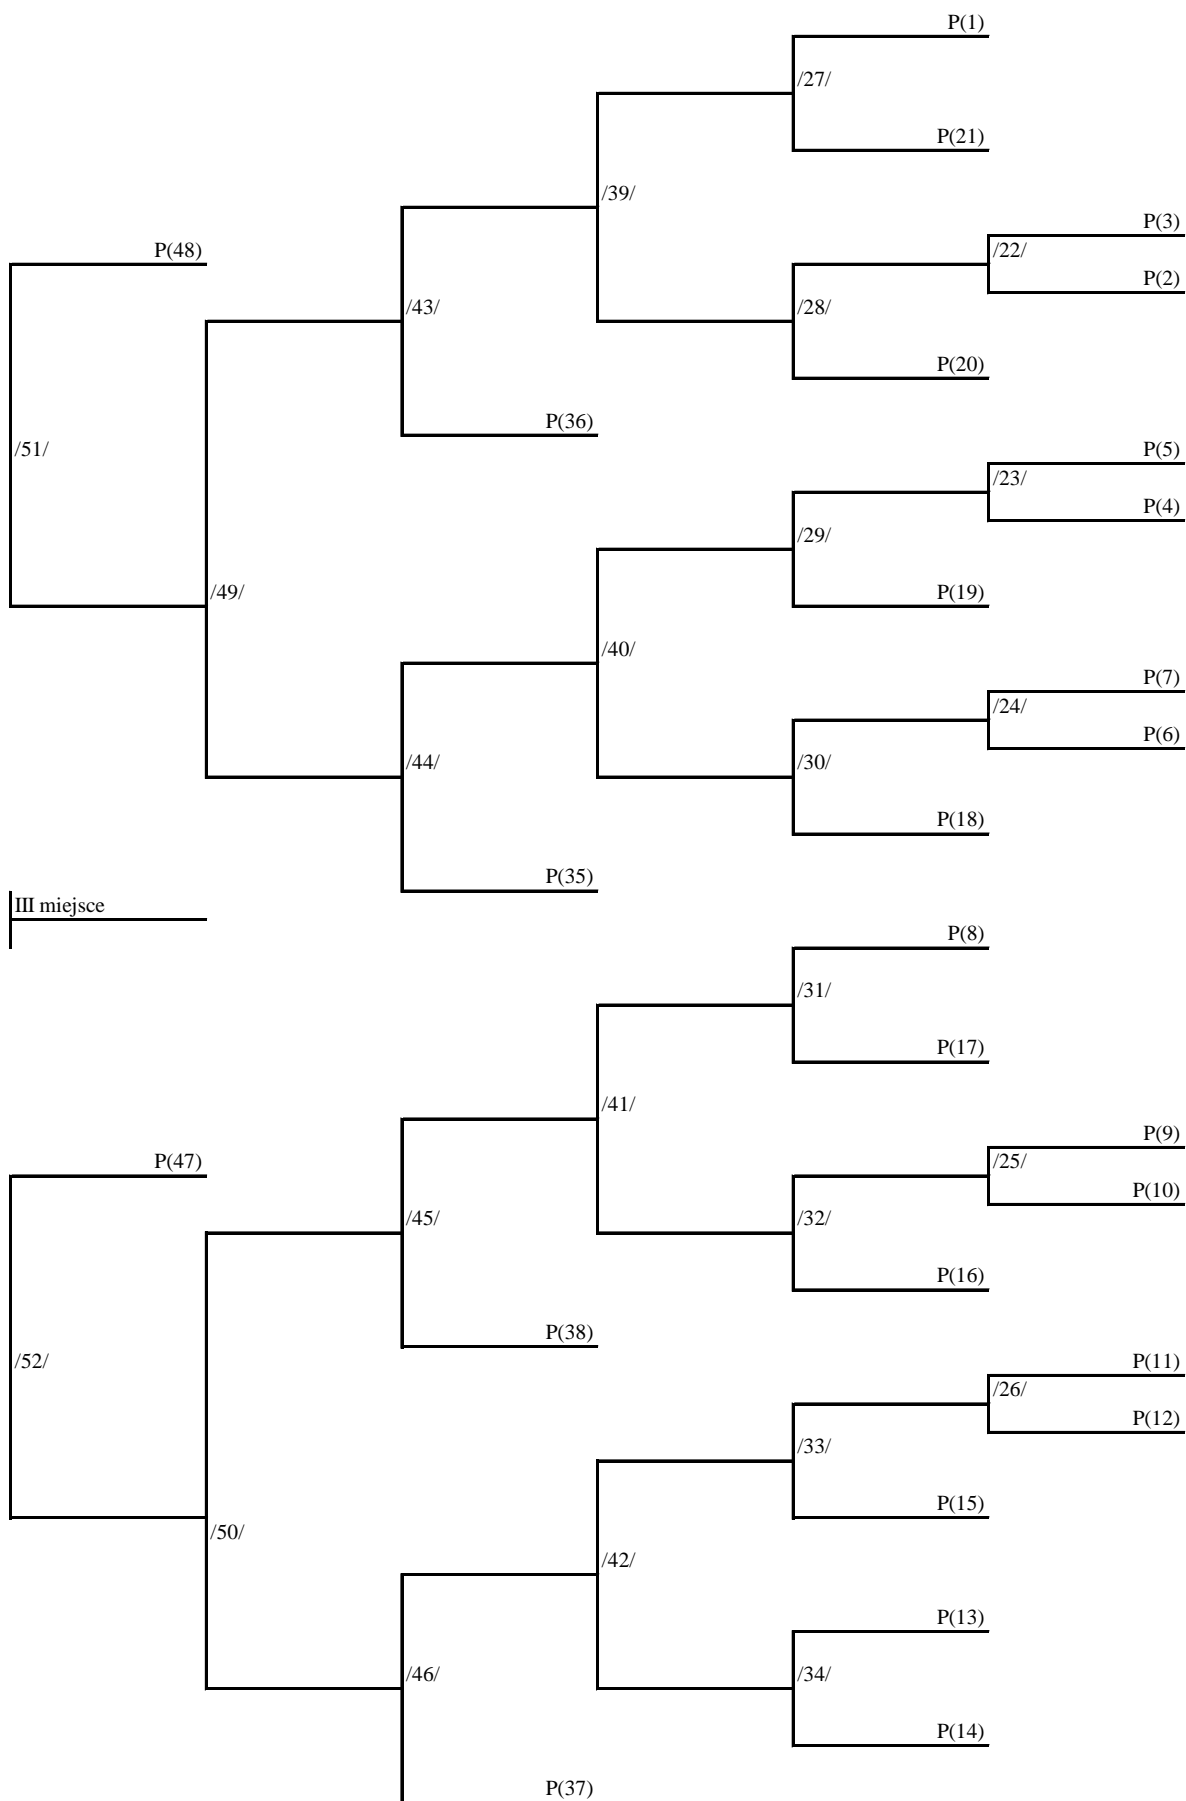 P(1)
/27/
P(21)
/39/
P(3)
P(48)
/22/
P(2)
/43/
/28/
P(20)
P(36)
/51/
P(5)
/23/
P(4)
/29/
/49/
P(19)
/40/
P(7)
/24/
P(6)
/44/
/30/
P(18)
P(35)
III miejsce
P(8)
/31/
P(17)
/41/
P(9)
P(47)
/25/
P(10)
/45/
/32/
P(16)
P(38)
/52/
P(11)
/26/
P(12)
/33/
P(15)
/50/
/42/
P(13)
/46/
/34/
P(14)
P(37)